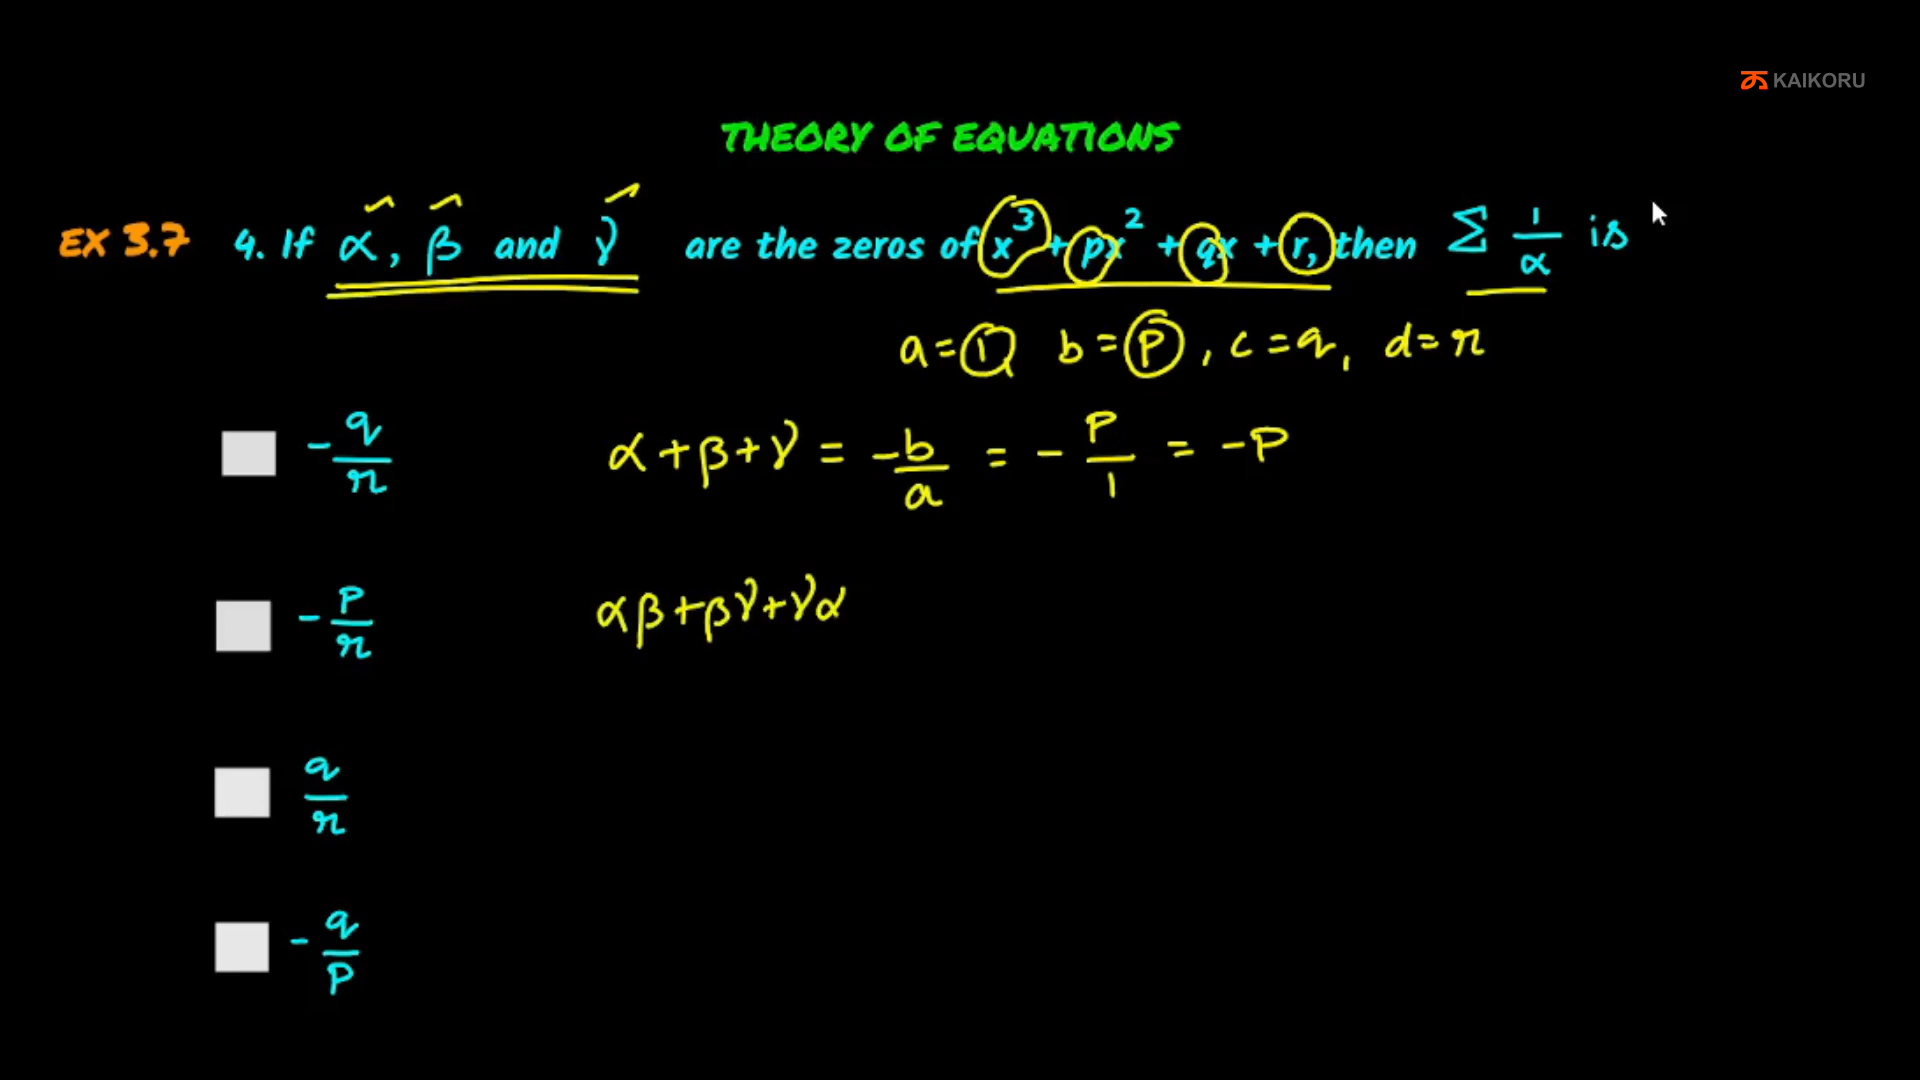 KAIKORU
THEORY OF EQUATIONS
EX 3.7 4. If α, β and γ are the zeros of x³ + px² + qx + r, then Σ 1/α is
a = 1 b = p, c = q, d = r
-q/r
α + β + γ = -b/a = -p/1 = -p
-p/r
αβ + βγ + γα
q/r
-q/p